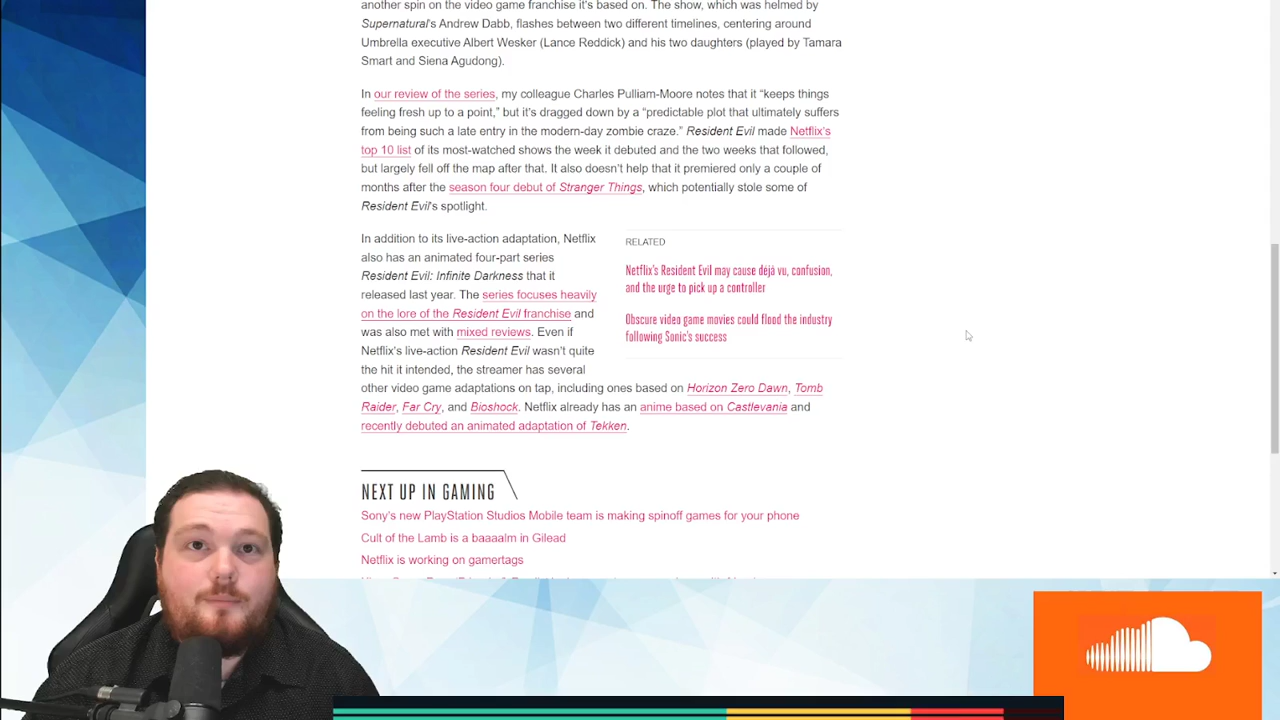 another spin on the video game franchise it's based on. The show, which was helmed by
Supernatural's Andrew Dabb, flashes between two different timelines, centering around
Umbrella executive Albert Wesker (Lance Reddick) and his two daughters (played by Tamara
Smart and Siena Agudong).
In our review of the series, my colleague Charles Pulliam-Moore notes that it “keeps things
feeling fresh up to a point,” but it's dragged down by a “predictable plot that ultimately suffers
from being such a late entry in the modern-day zombie craze.” Resident Evil made Netflix's
top 10 list of its most-watched shows the week it debuted and the two weeks that followed,
but largely fell off the map after that. It also doesn't help that it premiered only a couple of
months after the season four debut of Stranger Things, which potentially stole some of
Resident Evil's spotlight.
In addition to its live-action adaptation, Netflix
also has an animated four-part series
Resident Evil: Infinite Darkness that it
released last year. The series focuses heavily
on the lore of the Resident Evil franchise and
was also met with mixed reviews. Even if
Netflix's live-action Resident Evil wasn't quite
the hit it intended, the streamer has several
other video game adaptations on tap, including ones based on Horizon Zero Dawn, Tomb
Raider, Far Cry, and Bioshock. Netflix already has an anime based on Castlevania and
recently debuted an animated adaptation of Tekken.
RELATED
Netflix's Resident Evil may cause déjà vu, confusion,
and the urge to pick up a controller
Obscure video game movies could flood the industry
following Sonic's success
NEXT UP IN GAMING
Sony's new PlayStation Studios Mobile team is making spinoff games for your phone
Cult of the Lamb is a baaaalm in Gilead
Netflix is working on gamertags